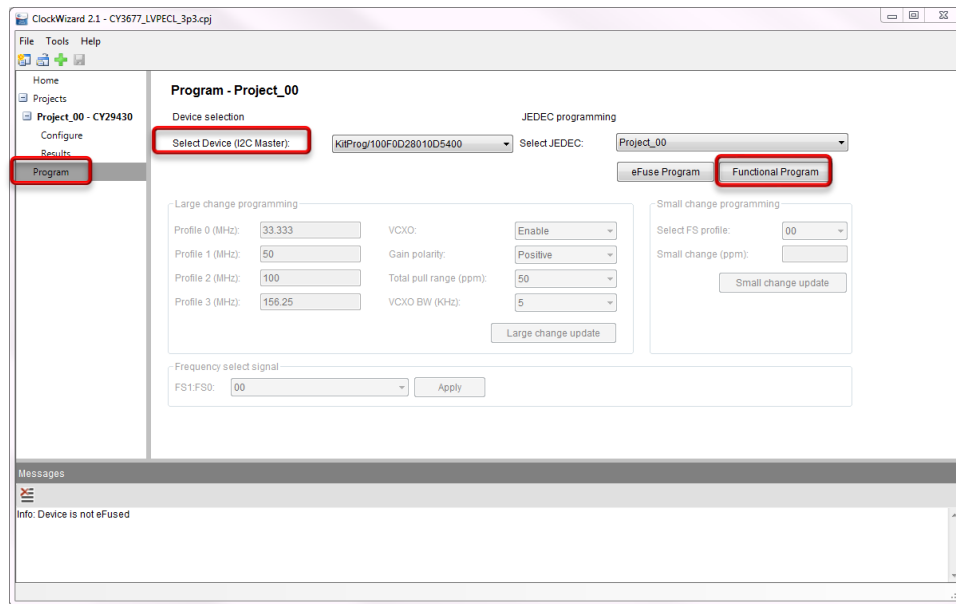 ClockWizard 2.1 - CY3677_LVPECL_3p3.cpj
File Tools Help
Home
Projects
Project_00 - CY29430
Configure
Results
Program
Program - Project_00
Device selection
JEDEC programming
Select Device (I2C Master):
KitProg/100F0D28010D5400
Select JEDEC:
Project_00
eFuse Program
Functional Program
Large change programming
Profile 0 (MHz): 33.333
VCXO: Enable
Profile 1 (MHz): 50
Gain polarity: Positive
Profile 2 (MHz): 100
Total pull range (ppm): 50
Profile 3 (MHz): 156.25
VCXO BW (KHz): 5
Large change update
Small change programming
Select FS profile: 00
Small change (ppm):
Small change update
Frequency select signal
FS1:FS0: 00
Apply
Messages
Info: Device is not eFused